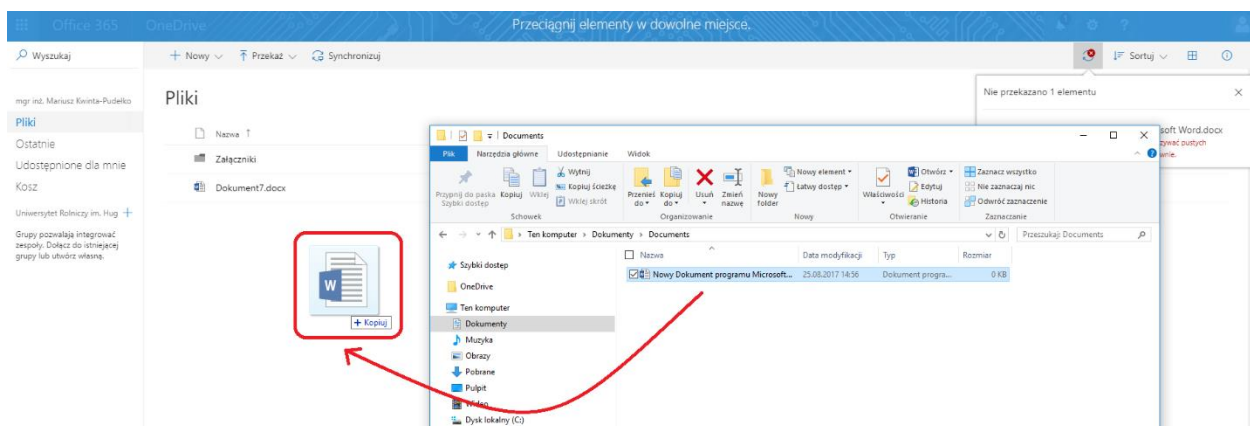 Office 365 OneDrive Przeciągnij elementy w dowolne miejsce. ?
Wyszukaj + Nowy Przekaż Synchronizuj Sortuj
mgr inż. Mariusz Kwinta-Pudełko
Pliki
Ostatnie
Udostępnione dla mnie
Kosz
Uniwersytet Rolniczy im. Hug +
Grupy pozwalają integrować
zespoły. Dołącz do istniejącej
grupy lub utwórz własną.
Pliki
Nazwa ↑
Załączniki
Dokument7.docx
W
+ Kopiuj
Nie przekazano 1 elementu
soft Word.docx
zywać pustych
wnie.
Documents
Plik Narzędzia główne Udostępnianie Widok
Przypnij do paska
Szybki dostęp
Kopiuj
Wklej
Wytnij
Kopiuj ścieżkę
Wklej skrót
Schowek
Przenieś
do
Kopiuj
do
Usuń
Zmień
nazwę
Organizowanie
Nowy
folder
Nowy element
Łatwy dostęp
Nowy
Właściwości
Otwórz
Edytuj
Historia
Otwieranie
Zaznacz wszystko
Nie zaznaczaj nic
Odwróć zaznaczenie
Zaznaczanie
Ten komputer > Dokumenty > Documents
Przeszukaj: Documents
Nazwa Data modyfikacji Typ Rozmiar
Nowy Dokument programu Microsoft... 25.08.2017 14:56 Dokument progra... 0 KB
Szybki dostęp
OneDrive
Ten komputer
Dokumenty
Muzyka
Obrazy
Pobrane
Pulpit
Wideo
Dysk lokalny (C:)